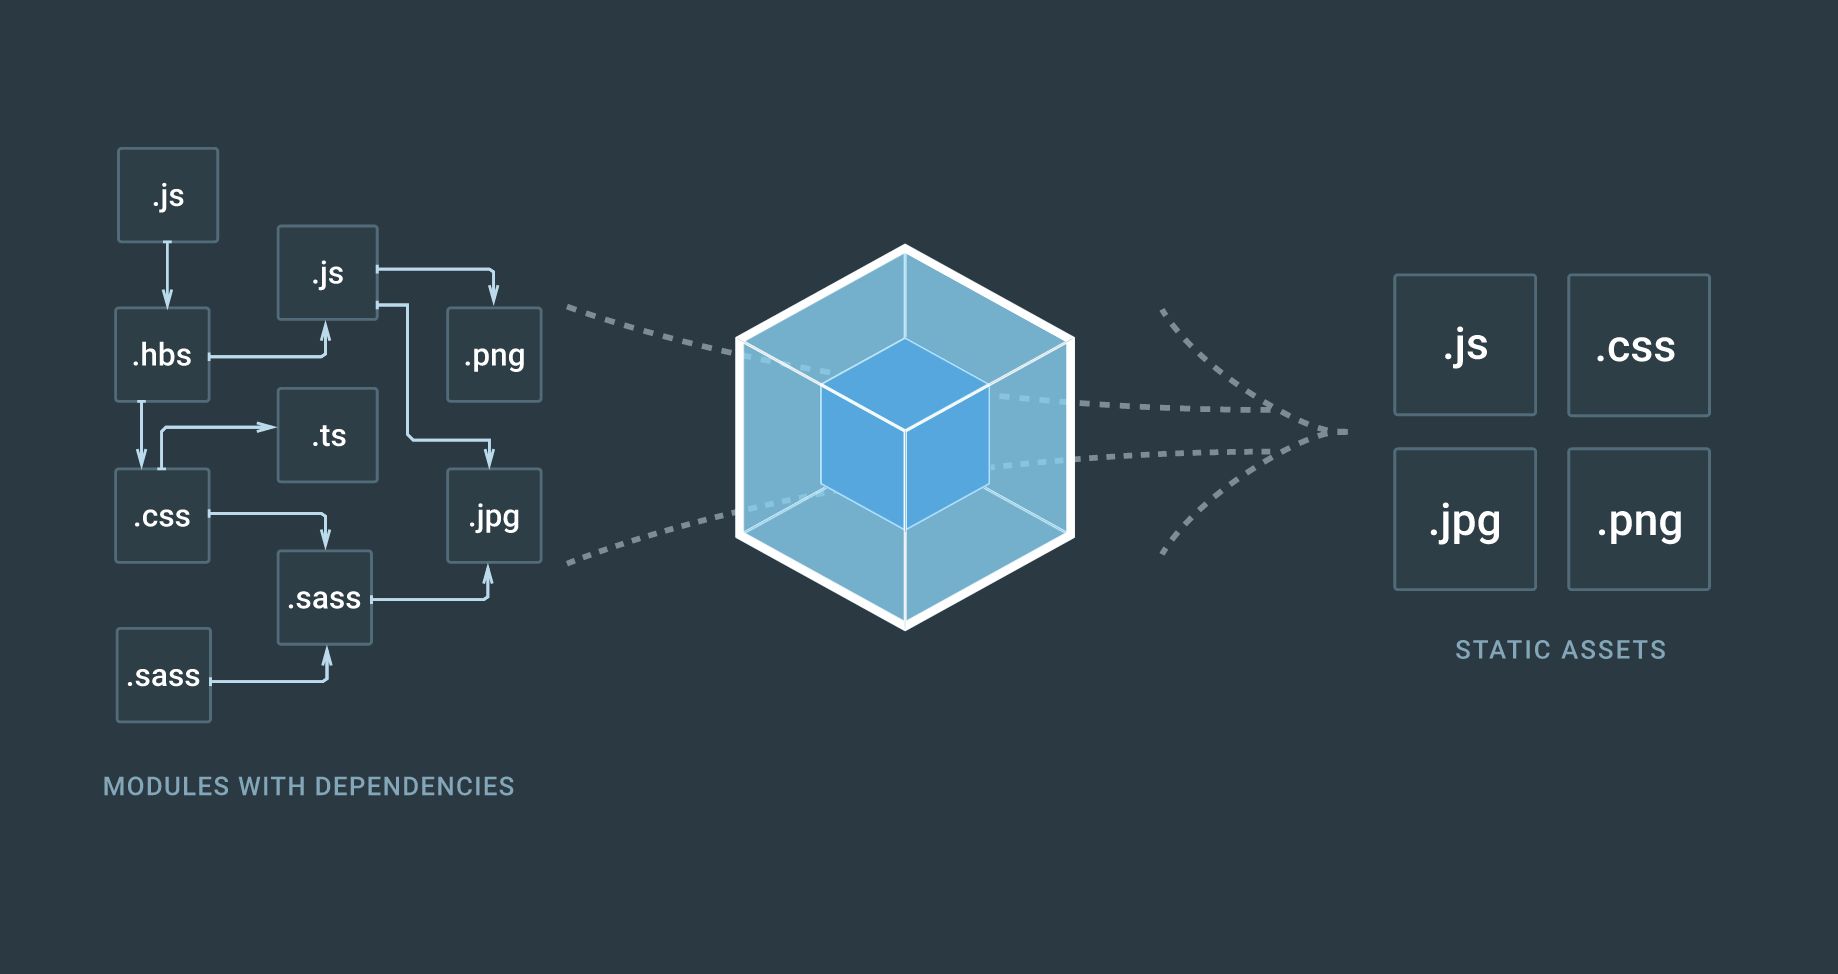 .js
.js
.hbs
.png
.ts
.css
.jpg
.sass
.sass
MODULES WITH DEPENDENCIES
.js
.css
.jpg
.png
STATIC ASSETS